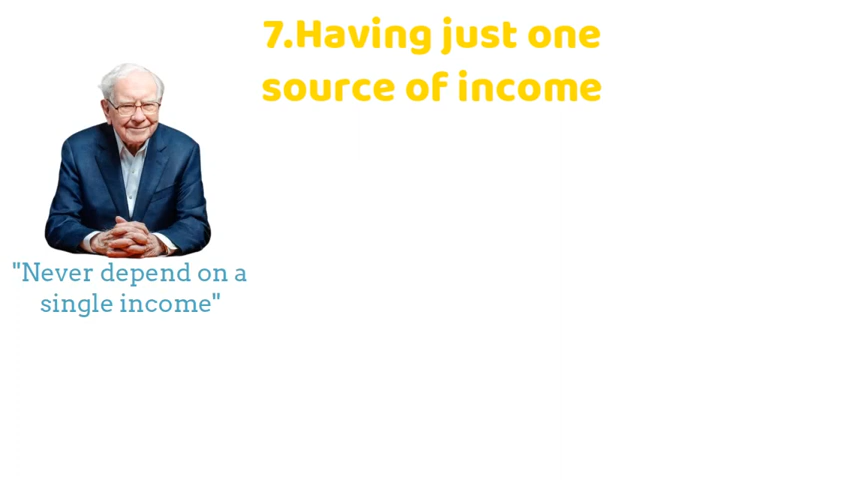 7.Having just one
source of income
"Never depend on a
single income"